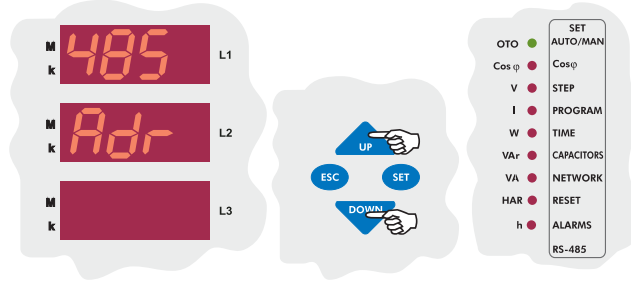 M
k
485
L1
M
k
Adr
L2
M
k
L3
UP
ESC
SET
DOWN
SET
OTO AUTO/MAN
Cos φ Cosφ
V STEP
I PROGRAM
W TIME
VAr CAPACITORS
VA NETWORK
HAR RESET
h ALARMS
RS-485